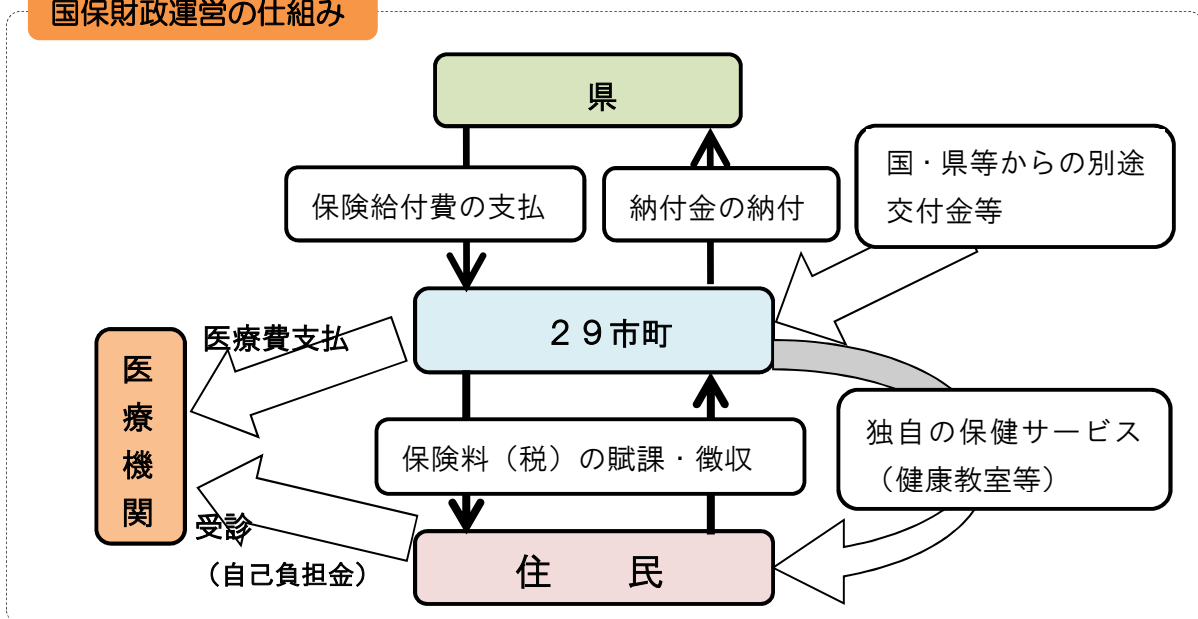 国保財政運営の仕組み
県
国・県等からの別途
交付金等
保険給付費の支払
納付金の納付
２９市町
医療費支払
医療機関
保険料（税）の賦課・徴収
独自の保健サービス
（健康教室等）
受診
（自己負担金）
住　民